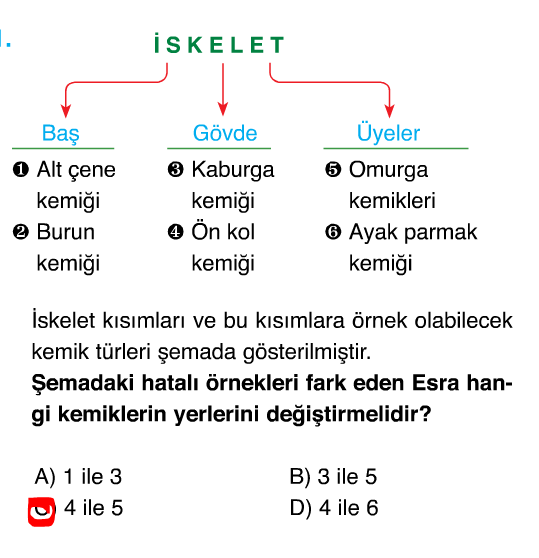 İSKELET
Baş
Gövde
Üyeler
❶ Alt çene
kemiği
❷ Burun
kemiği
❸ Kaburga
kemiği
❹ Ön kol
kemiği
❺ Omurga
kemikleri
❻ Ayak parmak
kemiği
İskelet kısımları ve bu kısımlara örnek olabilecek
kemik türleri şemada gösterilmiştir.
Şemadaki hatalı örnekleri fark eden Esra han-
gi kemiklerin yerlerini değiştirmelidir?
A) 1 ile 3
B) 3 ile 5
4 ile 5
D) 4 ile 6